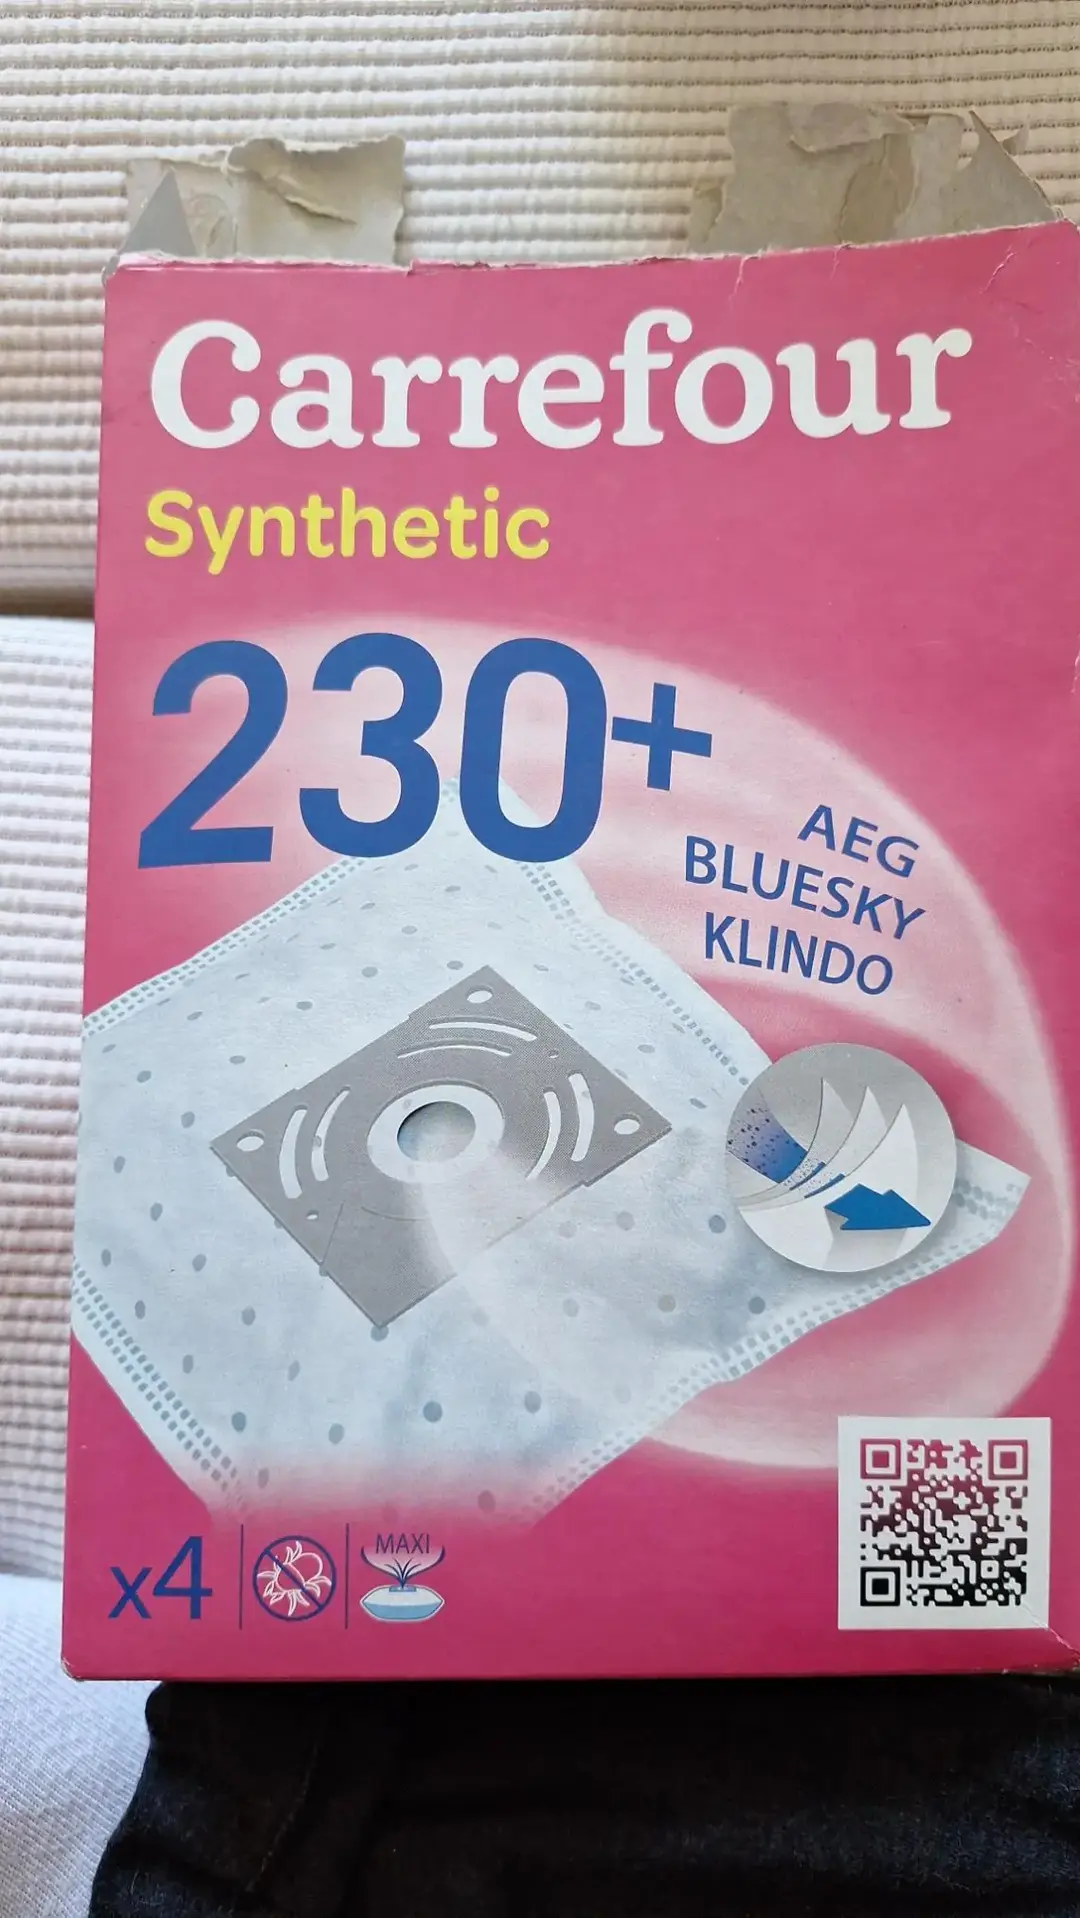 Carrefour
Synthetic
230+
AEG
BLUESKY
KLINDO
x4
MAXI